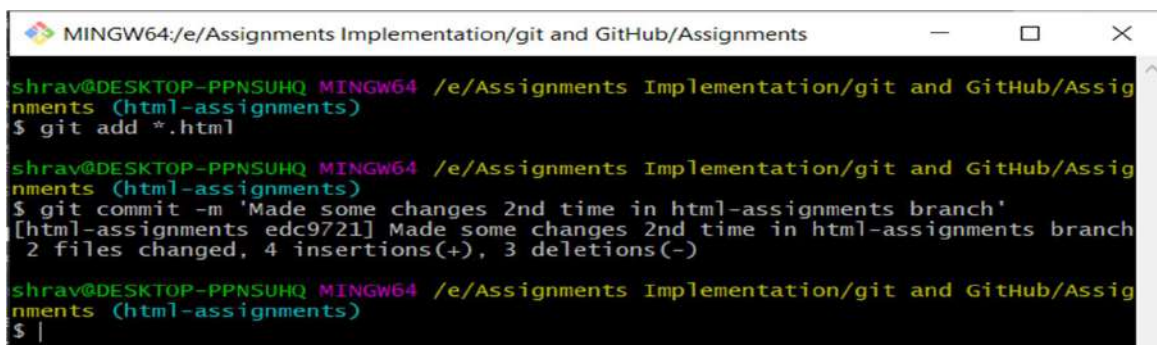 MINGW64:/e/Assignments Implementation/git and GitHub/Assignments
shrav@DESKTOP-PPNSUHQ MINGW64 /e/Assignments Implementation/git and GitHub/Assig
nments (html-assignments)
$ git add *.html
shrav@DESKTOP-PPNSUHQ MINGW64 /e/Assignments Implementation/git and GitHub/Assig
nments (html-assignments)
$ git commit -m 'Made some changes 2nd time in html-assignments branch'
[html-assignments edc9721] Made some changes 2nd time in html-assignments branch
 2 files changed, 4 insertions(+), 3 deletions(-)
shrav@DESKTOP-PPNSUHQ MINGW64 /e/Assignments Implementation/git and GitHub/Assig
nments (html-assignments)
$